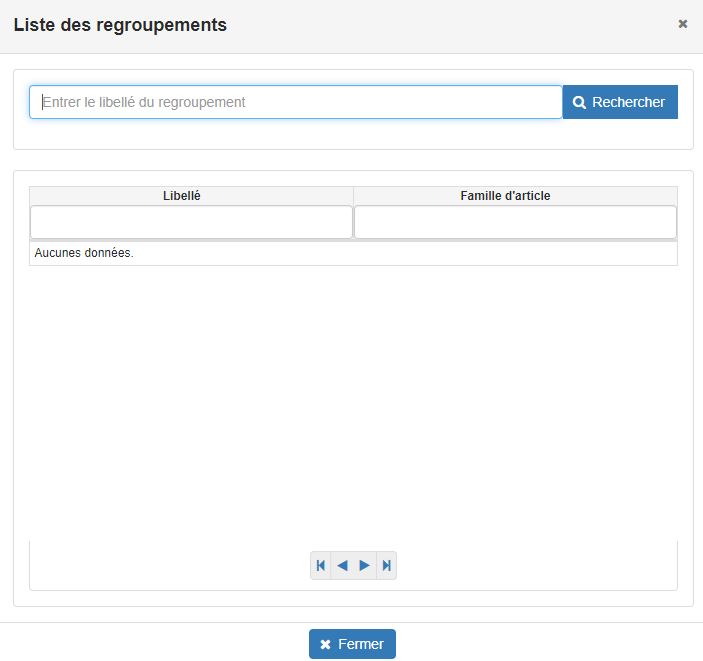 Liste des regroupements
Entrer le libellé du regroupement
Rechercher
Libellé
Famille d'article
Aucunes données.
Fermer